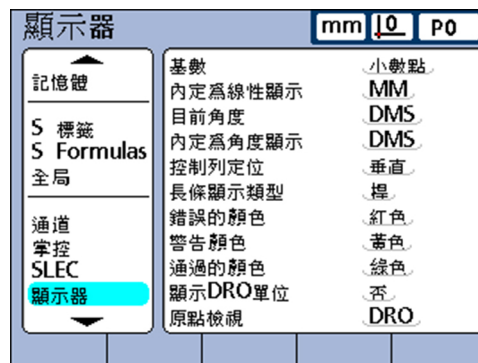 顯示器
mm 0 P0
記憶體
S 標籤
S Formulas
全局
通道
掌控
SLEC
顯示器
基數 小數點
內定爲線性顯示 MM
目前角度 DMS
內定爲角度顯示 DMS
控制列定位 垂直
長條顯示類型 桿
錯誤的顏色 紅色
警告顏色 黃色
通過的顏色 綠色
顯示DRO單位 否
原點檢視 DRO